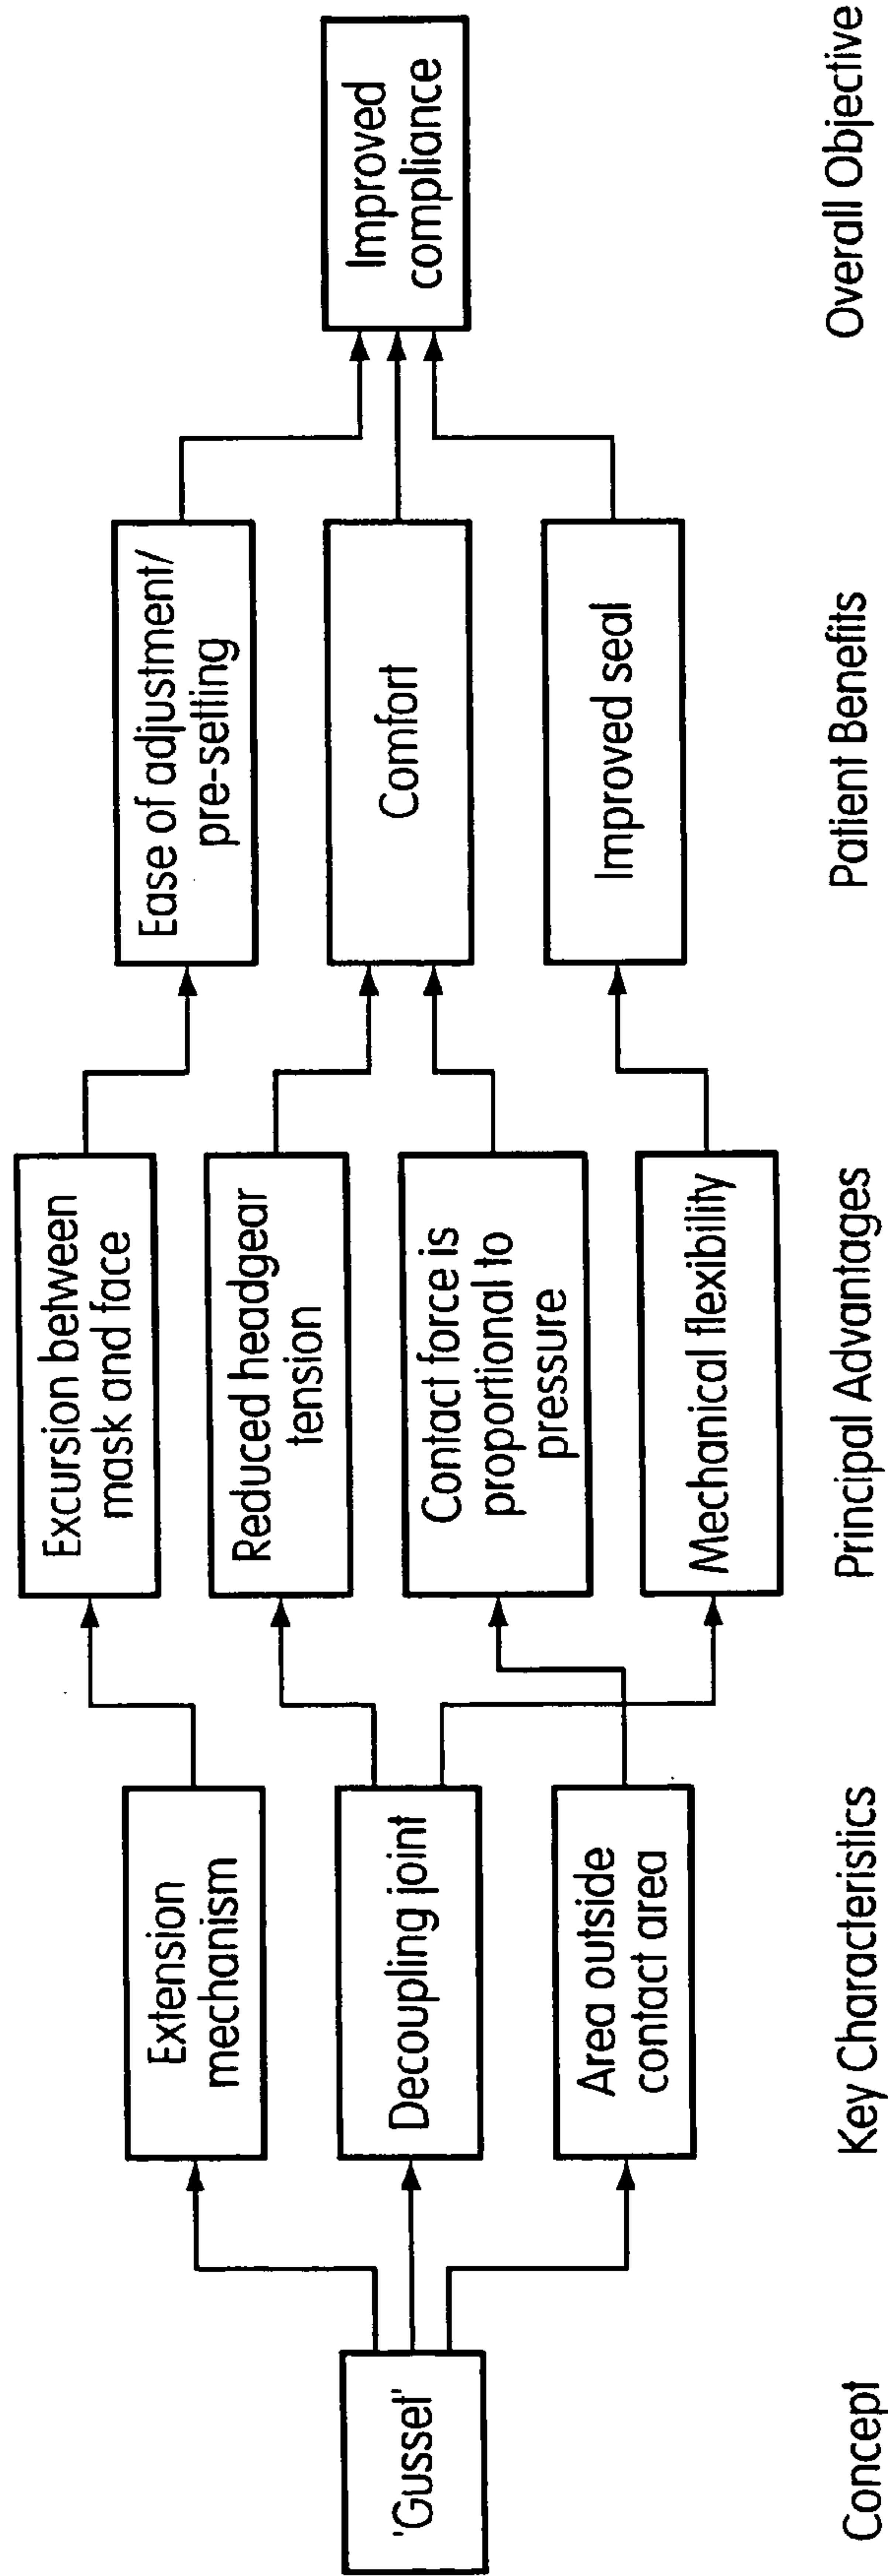 'Gusset'
Extension
mechanism
Decoupling joint
Area outside
contact area
Excursion between
mask and face
Reduced headgear
tension
Contact force is
proportional to
pressure
Mechanical flexibility
Ease of adjustment/
pre-setting
Comfort
Improved seal
Improved
compliance
Concept
Key Characteristics
Principal Advantages
Patient Benefits
Overall Objective